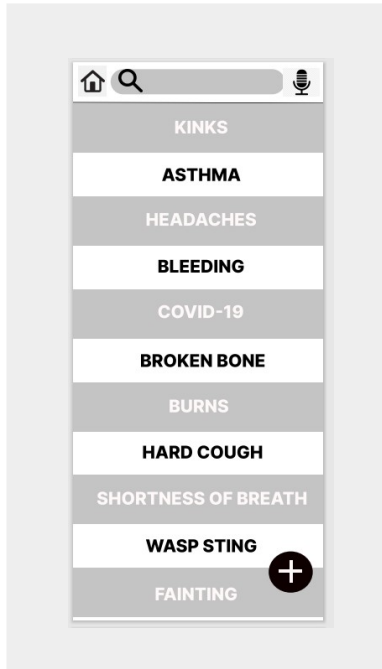 KINKS
ASTHMA
HEADACHES
BLEEDING
COVID-19
BROKEN BONE
BURNS
HARD COUGH
SHORTNESS OF BREATH
WASP STING
FAINTING